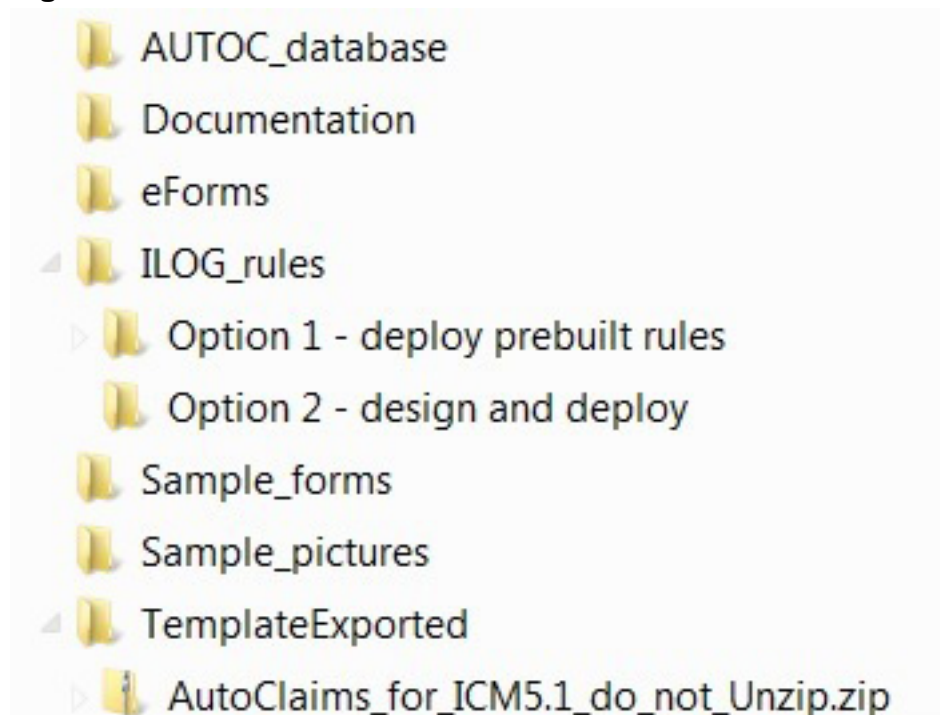 AUTOC_database
Documentation
eForms
ILOG_rules
Option 1 - deploy prebuilt rules
Option 2 - design and deploy
Sample_forms
Sample_pictures
TemplateExported
AutoClaims_for_ICM5.1_do_not_Unzip.zip